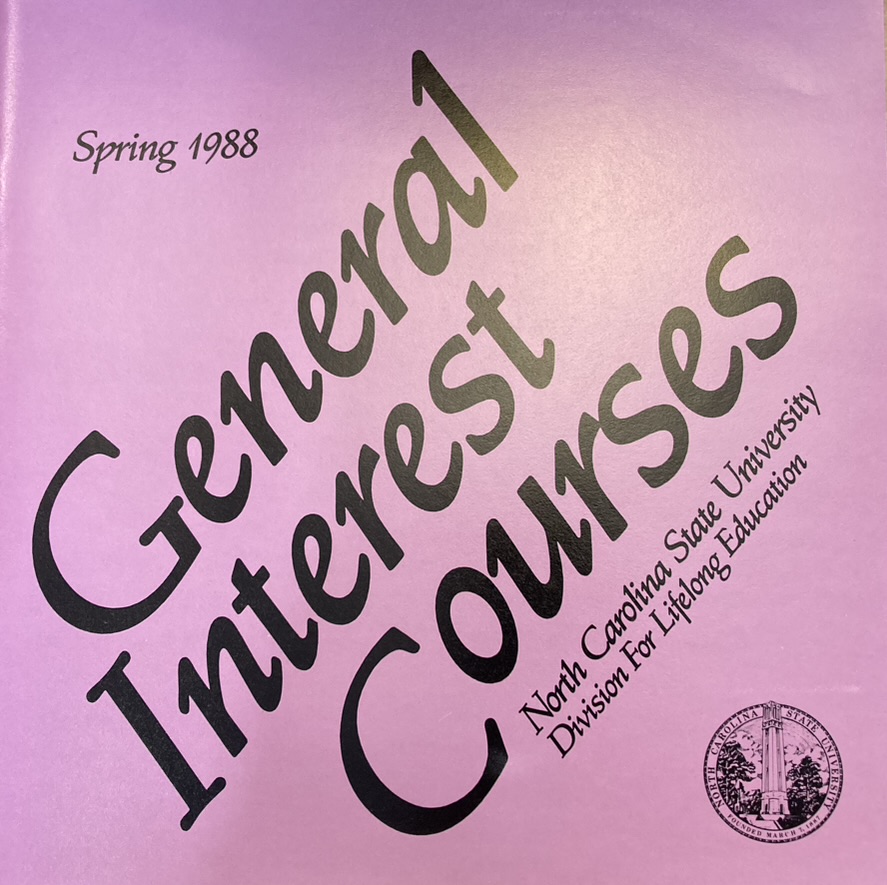 Spring 1988
General
Interest
Courses
North Carolina State University
Division For Lifelong Education
NORTH CAROLINA STATE UNIVERSITY
FOUNDED MARCH 7, 1887